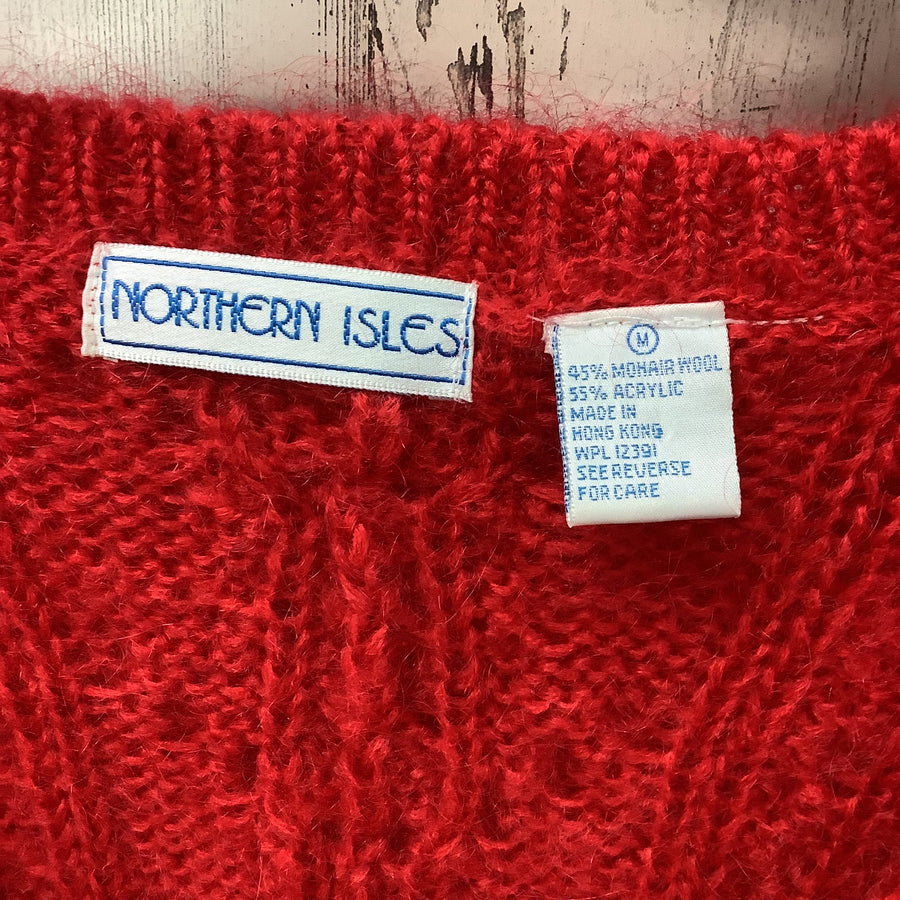 NORTHERN ISLES
M
45% MOHAIR WOOL
55% ACRYLIC
MADE IN
HONG KONG
WPL 12391
SEE REVERSE
FOR CARE